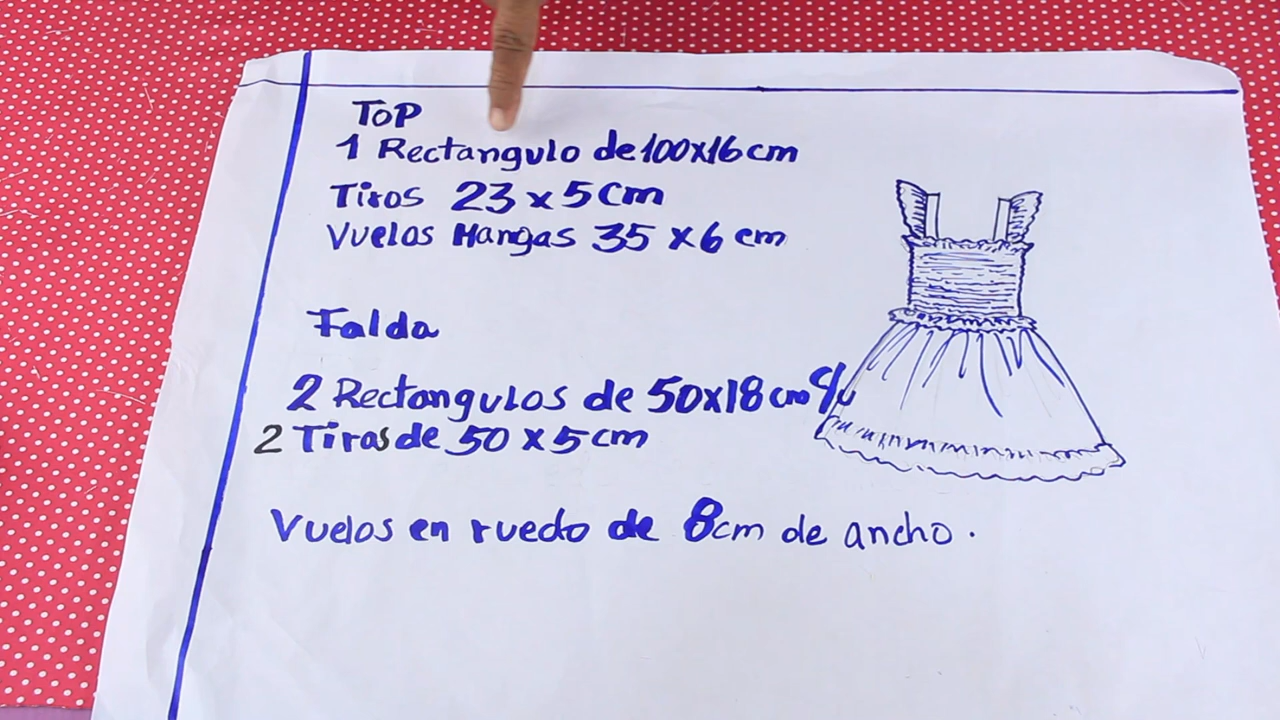 Top
1 Rectangulo de 100x16 cm
Tiros 23 x 5 cm
Vuelos Mangas 35 x 6 cm
Falda
2 Rectangulos de 50x18 cm c/u
2 Tiras de 50 x 5 cm
Vuelos en ruedo de 8cm de ancho.